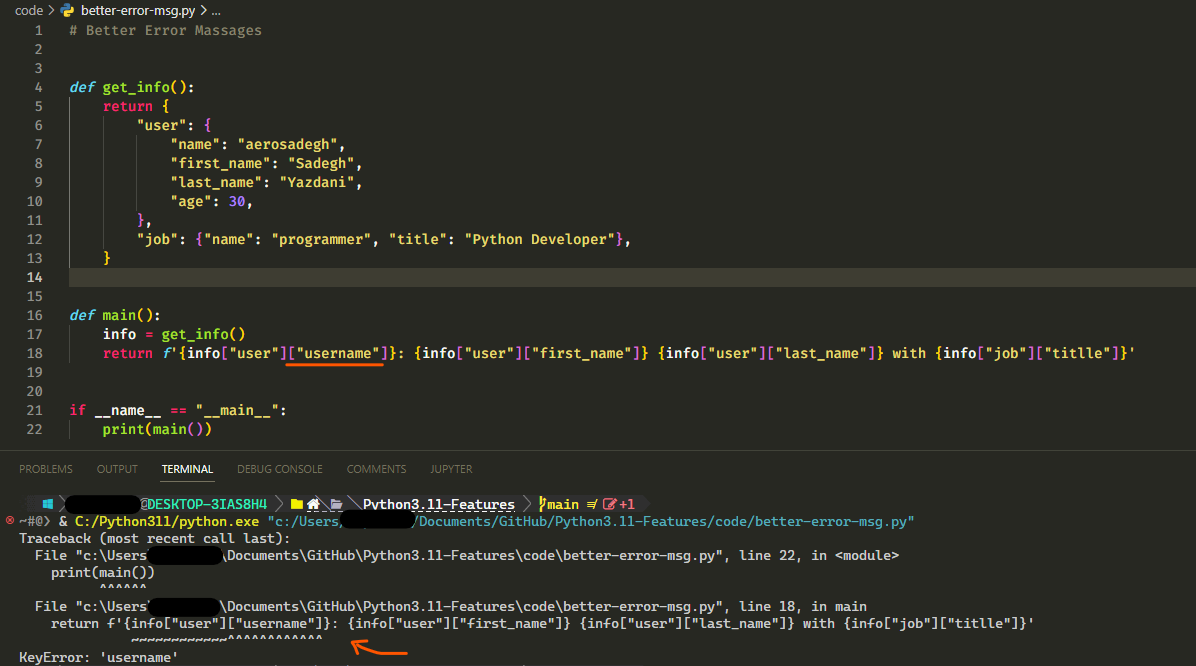 code > better-error-msg.py > ...
1 # Better Error Massages
2
3
4 def get_info():
5     return {
6         "user": {
7             "name": "aerosadegh",
8             "first_name": "Sadegh",
9             "last_name": "Yazdani",
10             "age": 30,
11         },
12         "job": {"name": "programmer", "title": "Python Developer"},
13     }
14
15
16 def main():
17     info = get_info()
18     return f'{info["user"]["username"]}: {info["user"]["first_name"]} {info["user"]["last_name"]} with {info["job"]["titlle"]}'
19
20
21 if __name__ == "__main__":
22     print(main())
PROBLEMS OUTPUT TERMINAL DEBUG CONSOLE COMMENTS JUPYTER
@DESKTOP-3IAS8H4 > Python3.11-Features > main ≢ +1
~#@❯ & C:/Python311/python.exe "c:/Users/ /Documents/GitHub/Python3.11-Features/code/better-error-msg.py"
Traceback (most recent call last):
  File "c:\Users \Documents\GitHub\Python3.11-Features\code\better-error-msg.py", line 22, in <module>
    print(main())
          ^^^^^^
  File "c:\Users\ \Documents\GitHub\Python3.11-Features\code\better-error-msg.py", line 18, in main
    return f'{info["user"]["username"]}: {info["user"]["first_name"]} {info["user"]["last_name"]} with {info["job"]["titlle"]}'
              ~~~~~~~~~~~~^^^^^^^^^^^^
KeyError: 'username'